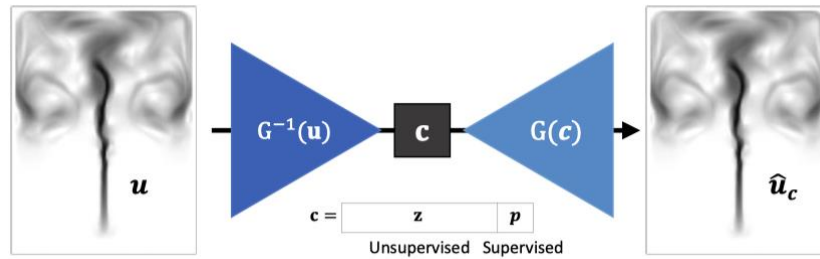 u
G⁻¹(u)
c
G(c)
û_c
c = z p
Unsupervised Supervised